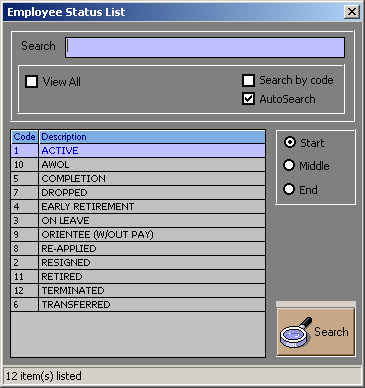 Employee Status List
Search
View All
Search by code
AutoSearch
Code Description
1 ACTIVE
10 AWOL
5 COMPLETION
7 DROPPED
4 EARLY RETIREMENT
3 ON LEAVE
9 ORIENTEE (W/OUT PAY)
8 RE-APPLIED
2 RESIGNED
11 RETIRED
12 TERMINATED
6 TRANSFERRED
Start
Middle
End
Search
12 item(s) listed